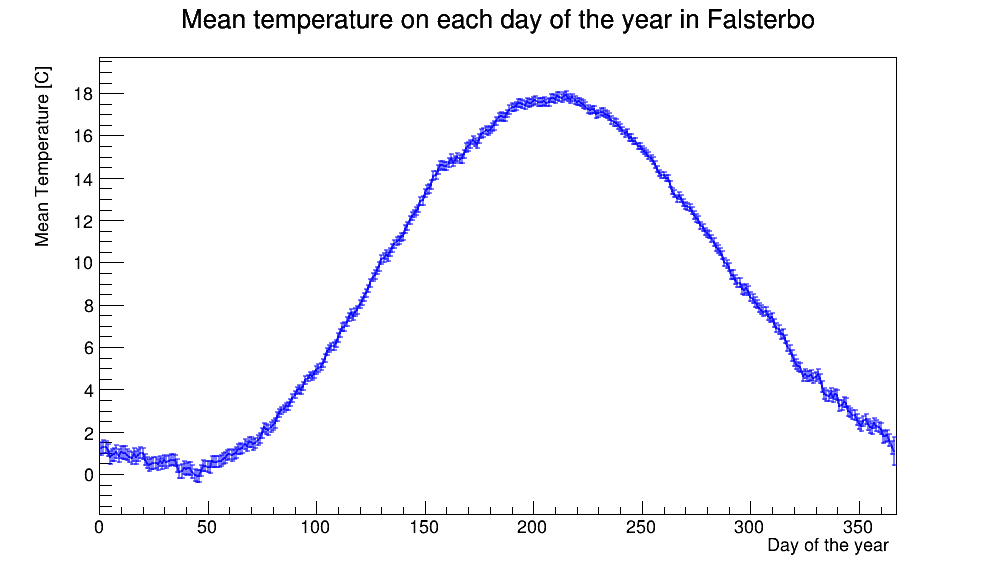 Mean temperature on each day of the year in Falsterbo
Mean Temperature [C]
18
16
14
12
10
8
6
4
2
0
0 50 100 150 200 250 300 350
Day of the year